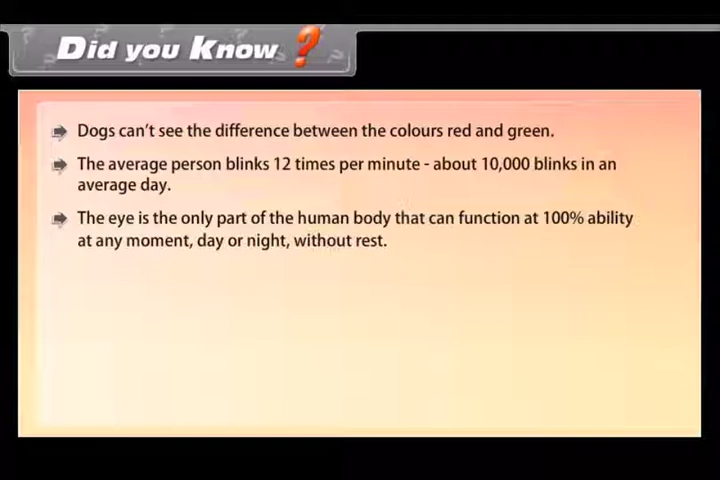 Did you Know ?
Dogs can't see the difference between the colours red and green.
The average person blinks 12 times per minute - about 10,000 blinks in an
average day.
The eye is the only part of the human body that can function at 100% ability
at any moment, day or night, without rest.